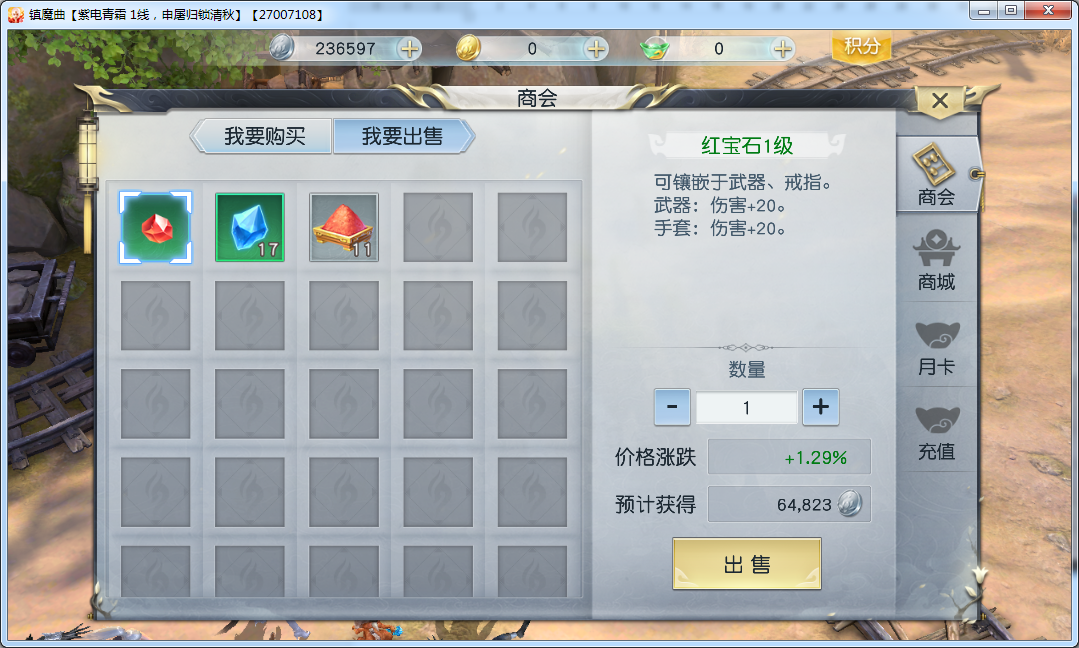 镇魔曲【紫电青霜 1线，申屠归锁清秋】【27007108】
236597
0
0
积分
商会
我要购买
我要出售
红宝石1级
可镶嵌于武器、戒指。
武器：伤害+20。
手套：伤害+20。
17
11
商会
商城
月卡
充值
数量
-
1
+
价格涨跌
+1.29%
预计获得
64,823
出售